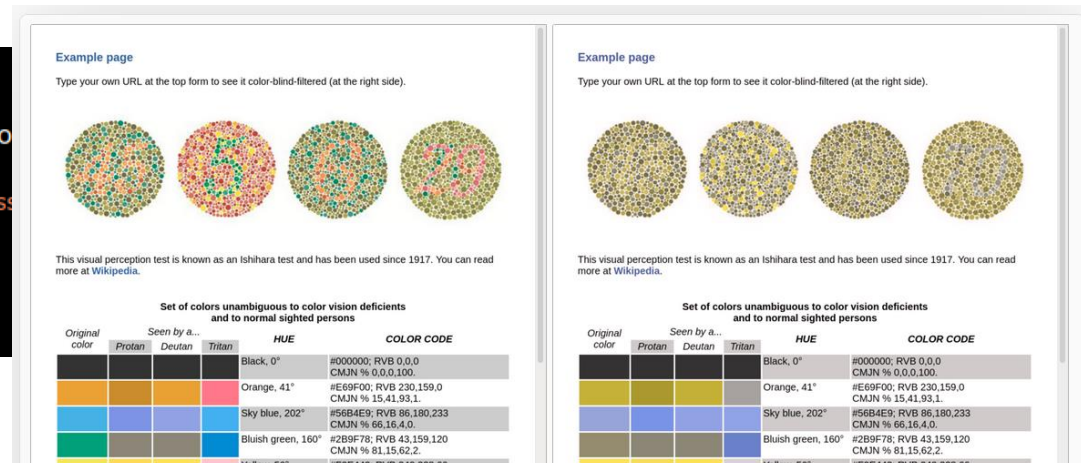 Example page
Type your own URL at the top form to see it color-blind-filtered (at the right side).
This visual perception test is known as an Ishihara test and has been used since 1917. You can read
more at Wikipedia.
Set of colors unambiguous to color vision deficients
and to normal sighted persons
Original color Seen by a... HUE COLOR CODE
Protan Deutan Tritan
Black, 0° #000000; RVB 0,0,0
CMJN % 0,0,0,100.
Orange, 41° #E69F00; RVB 230,159,0
CMJN % 15,41,93,1.
Sky blue, 202° #56B4E9; RVB 86,180,233
CMJN % 66,16,4,0.
Bluish green, 160° #2B9F78; RVB 43,159,120
CMJN % 81,15,62,2.
Example page
Type your own URL at the top form to see it color-blind-filtered (at the right side).
This visual perception test is known as an Ishihara test and has been used since 1917. You can read
more at Wikipedia.
Set of colors unambiguous to color vision deficients
and to normal sighted persons
Original color Seen by a... HUE COLOR CODE
Protan Deutan Tritan
Black, 0° #000000; RVB 0,0,0
CMJN % 0,0,0,100.
Orange, 41° #E69F00; RVB 230,159,0
CMJN % 15,41,93,1.
Sky blue, 202° #56B4E9; RVB 86,180,233
CMJN % 66,16,4,0.
Bluish green, 160° #2B9F78; RVB 43,159,120
CMJN % 81,15,62,2.